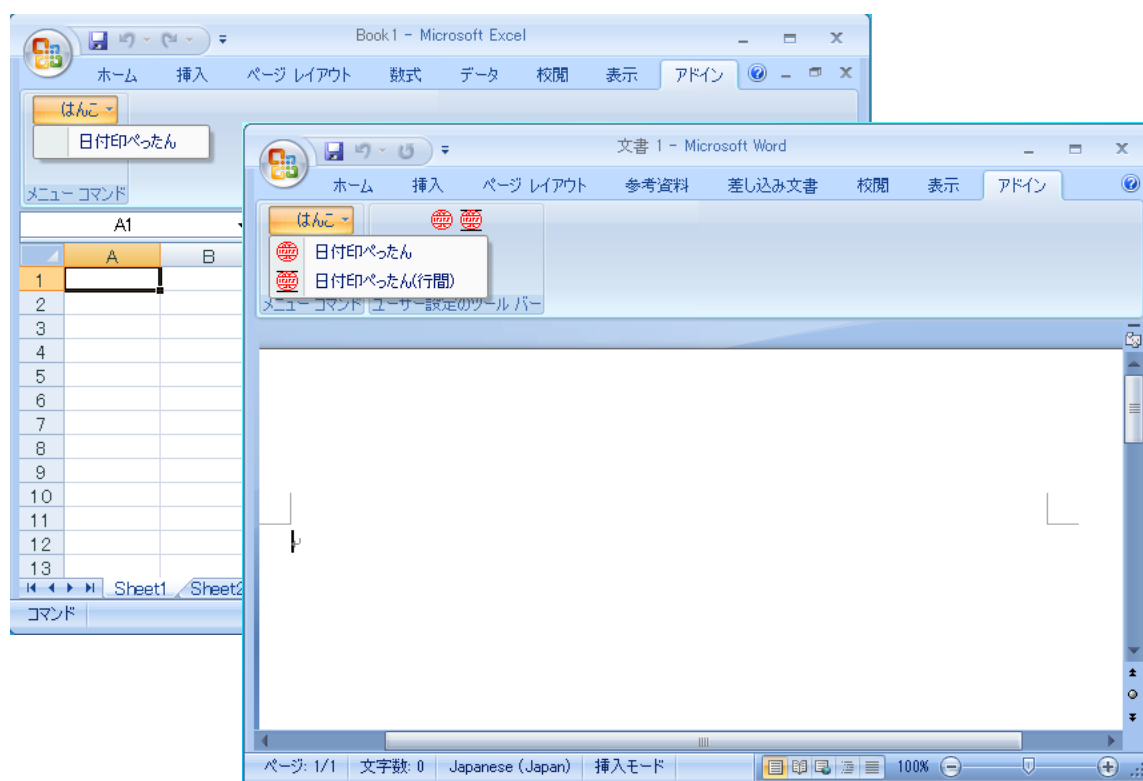 Book1 - Microsoft Excel
ホーム 挿入 ページ レイアウト 数式 データ 校閲 表示 アドイン
はんこ
日付印ぺったん
メニュー コマンド
A1
A B
1
2
3
4
5
6
7
8
9
10
11
12
13
Sheet1 Sheet2
コマンド
文書 1 - Microsoft Word
ホーム 挿入 ページ レイアウト 参考資料 差し込み文書 校閲 表示 アドイン
はんこ
日付印ぺったん
日付印ぺったん(行間)
メニュー コマンド ユーザー設定のツール バー
ページ: 1/1 文字数: 0 Japanese (Japan) 挿入モード 100%